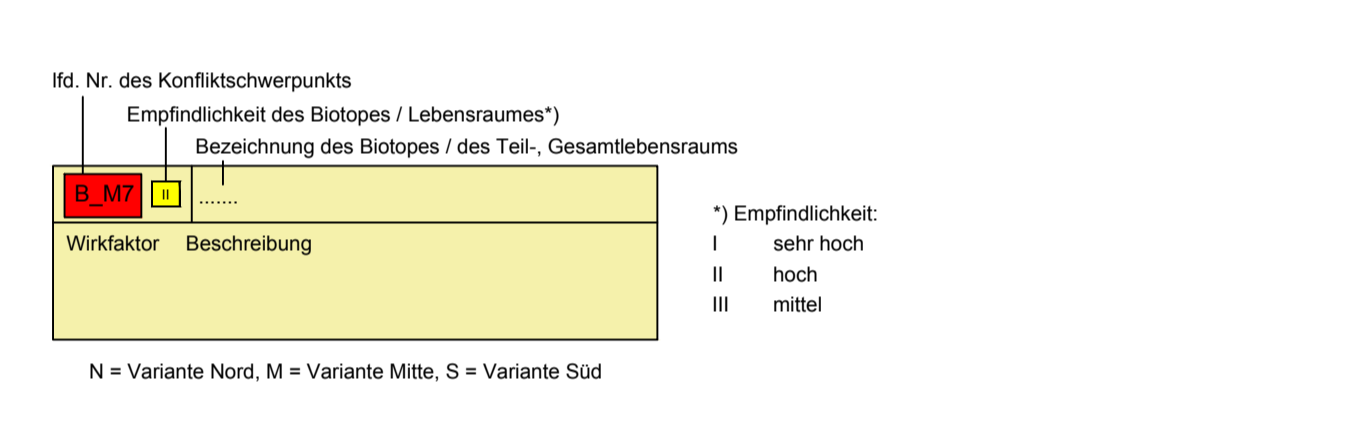 lfd. Nr. des Konfliktschwerpunkts
Empfindlichkeit des Biotopes / Lebensraumes*)
Bezeichnung des Biotopes / des Teil-, Gesamtlebensraums
B_M7 II .......
Wirkfaktor Beschreibung
*) Empfindlichkeit:
I sehr hoch
II hoch
III mittel
N = Variante Nord, M = Variante Mitte, S = Variante Süd